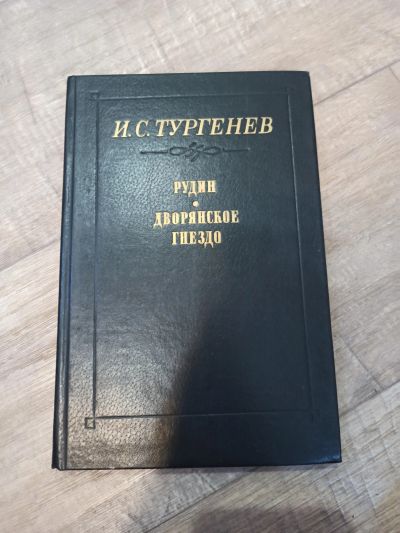 И.С.ТУРГЕНЕВ
РУДИН
•
ДВОРЯНСКОЕ
ГНЕЗДО